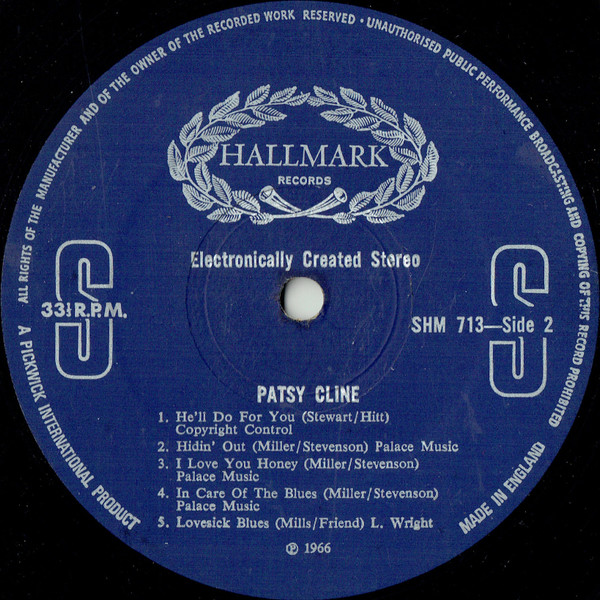 ALL RIGHTS OF THE MANUFACTURER AND OF THE OWNER OF THE RECORDED WORK RESERVED • UNAUTHORISED PUBLIC PERFORMANCE BROADCASTING AND COPYING OF THIS RECORD PROHIBITED
HALLMARK
RECORDS
Electronically Created Stereo
S
33⅓ R.P.M.
S
SHM 713—Side 2
PATSY CLINE
1. He'll Do For You (Stewart/Hitt)
Copyright Control
2. Hidin' Out (Miller/Stevenson) Palace Music
3. I Love You Honey (Miller/Stevenson)
Palace Music
4. In Care Of The Blues (Miller/Stevenson)
Palace Music
5. Lovesick Blues (Mills/Friend) L. Wright
℗ 1966
A PICKWICK INTERNATIONAL PRODUCT
MADE IN ENGLAND